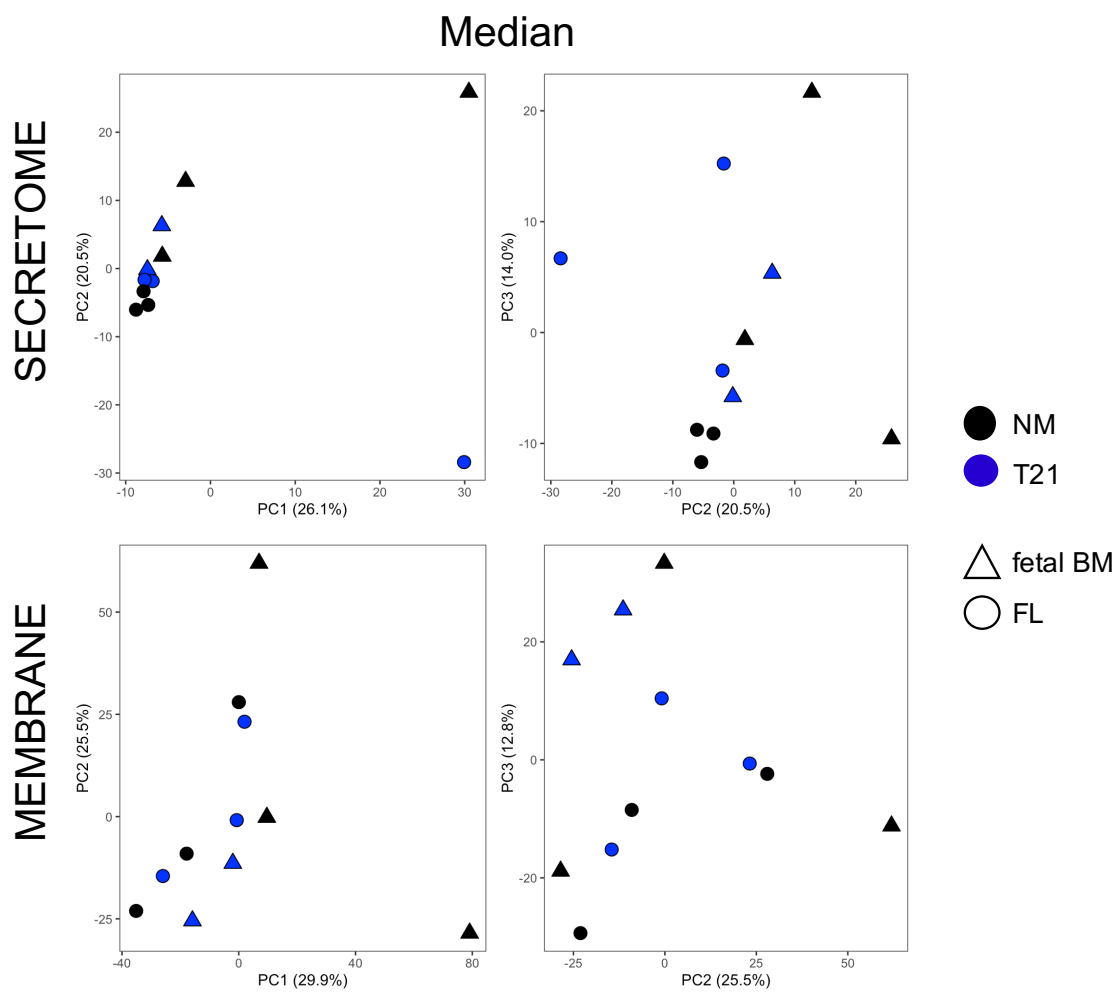 Median
SECRETOME
20
10
0
-10
-20
-30
PC2 (20.5%)
-10
0
10
20
30
PC1 (26.1%)
20
10
0
-10
PC3 (14.0%)
-30
-20
-10
0
10
20
PC2 (20.5%)
NM
T21
fetal BM
FL
MEMBRANE
50
25
0
-25
PC2 (25.5%)
-40
0
40
80
PC1 (29.9%)
20
0
-20
PC3 (12.8%)
-25
0
25
50
PC2 (25.5%)